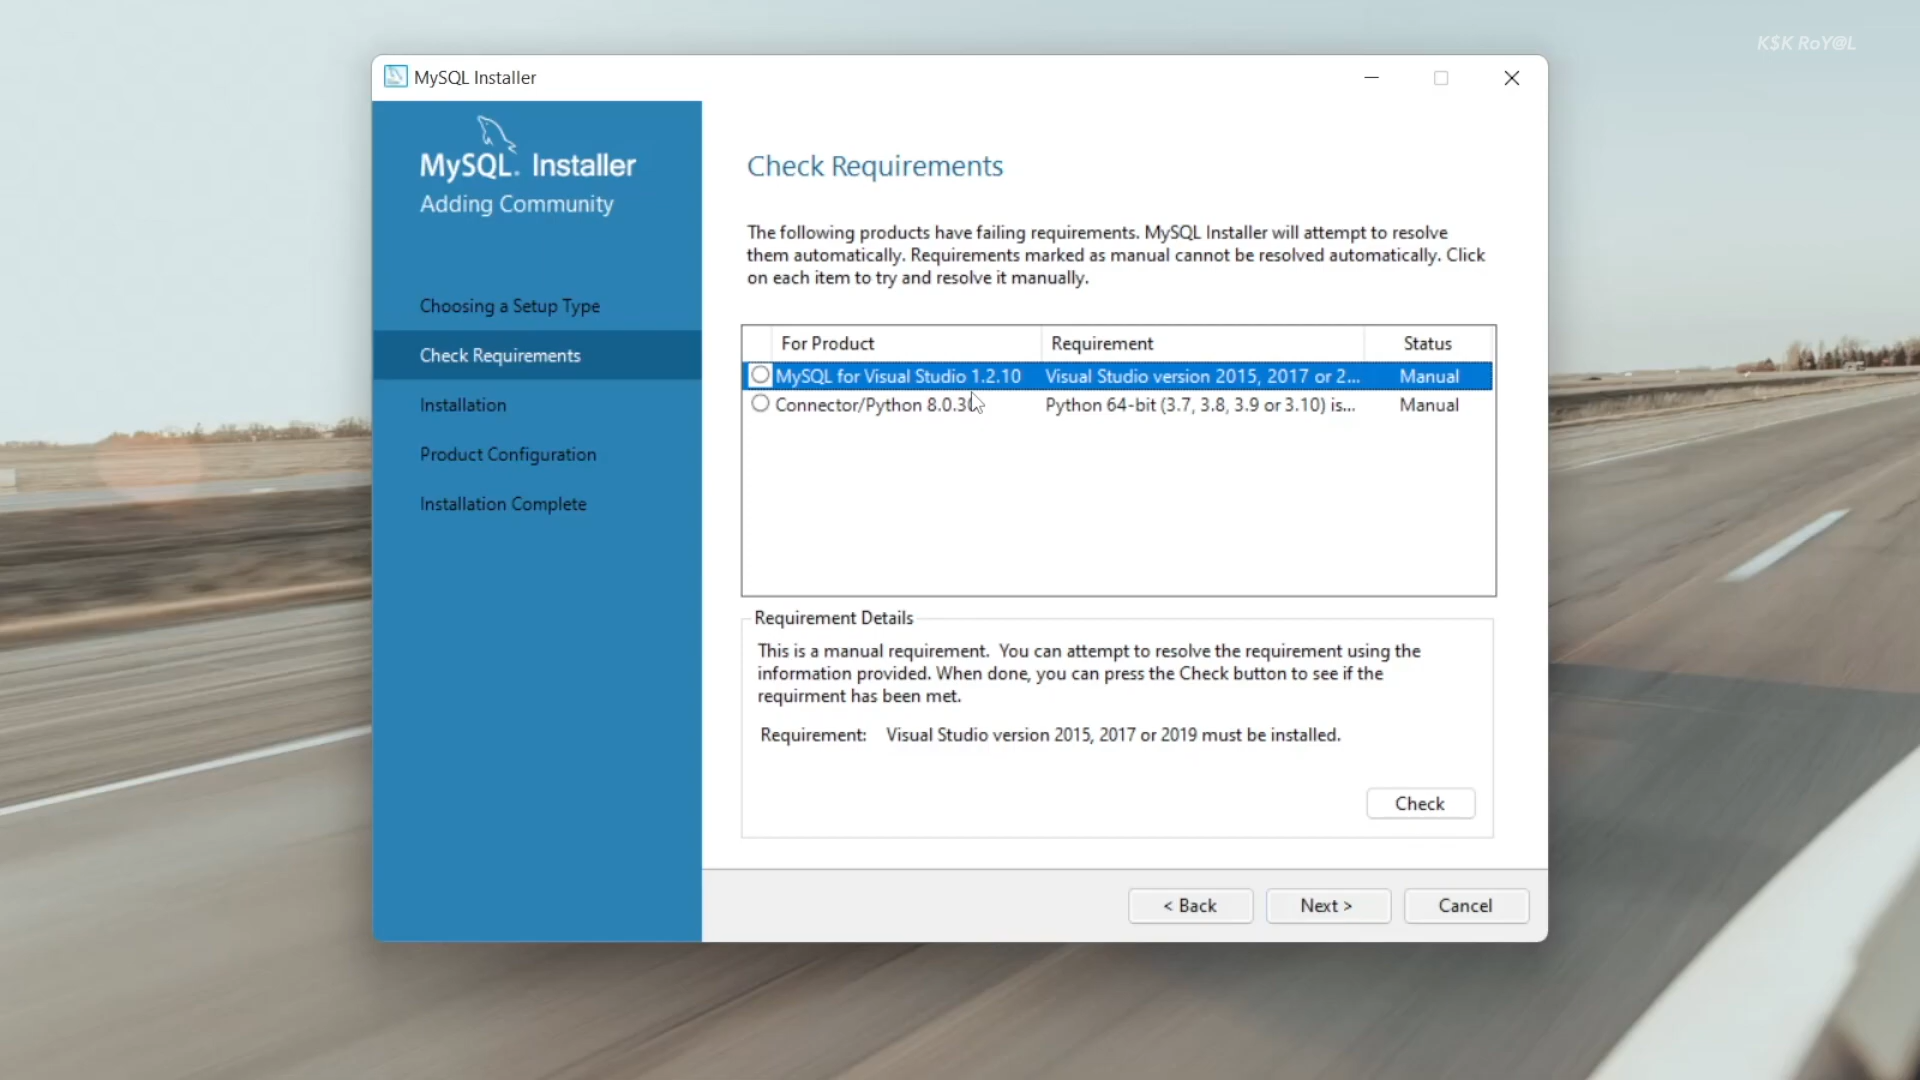 K$K RoY@L
MySQL Installer
MySQL. Installer
Adding Community
Choosing a Setup Type
Check Requirements
Installation
Product Configuration
Installation Complete
Check Requirements
The following products have failing requirements. MySQL Installer will attempt to resolve
them automatically. Requirements marked as manual cannot be resolved automatically. Click
on each item to try and resolve it manually.
For Product Requirement Status
MySQL for Visual Studio 1.2.10 Visual Studio version 2015, 2017 or 2... Manual
Connector/Python 8.0.30 Python 64-bit (3.7, 3.8, 3.9 or 3.10) is... Manual
Requirement Details
This is a manual requirement. You can attempt to resolve the requirement using the
information provided. When done, you can press the Check button to see if the
requirment has been met.
Requirement: Visual Studio version 2015, 2017 or 2019 must be installed.
Check
< Back Next > Cancel